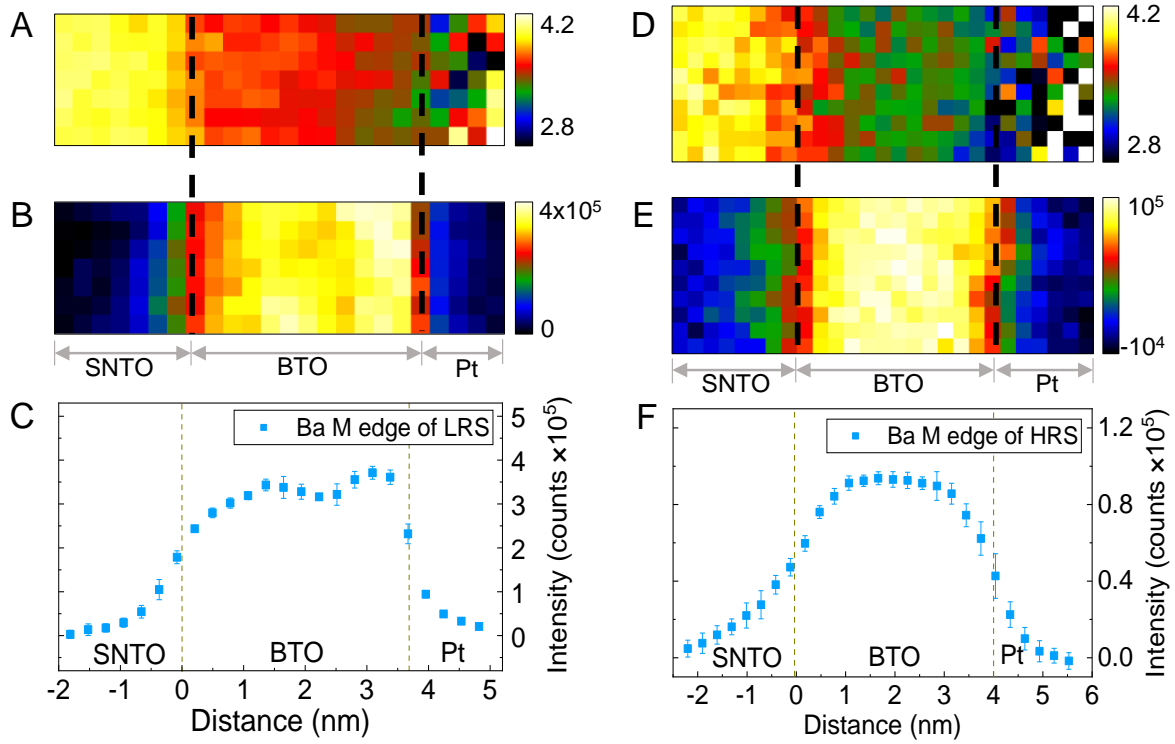 A
4.2
2.8
B
4x10⁵
0
SNTO
BTO
Pt
C
Ba M edge of LRS
5
4
3
2
1
0
Intensity (counts ×10⁵)
SNTO
BTO
Pt
-2
-1
0
1
2
3
4
5
Distance (nm)
D
4.2
2.8
E
10⁵
-10⁴
SNTO
BTO
Pt
F
Ba M edge of HRS
1.2
0.8
0.4
0.0
Intensity (counts ×10⁵)
SNTO
BTO
Pt
-2
-1
0
1
2
3
4
5
6
Distance (nm)